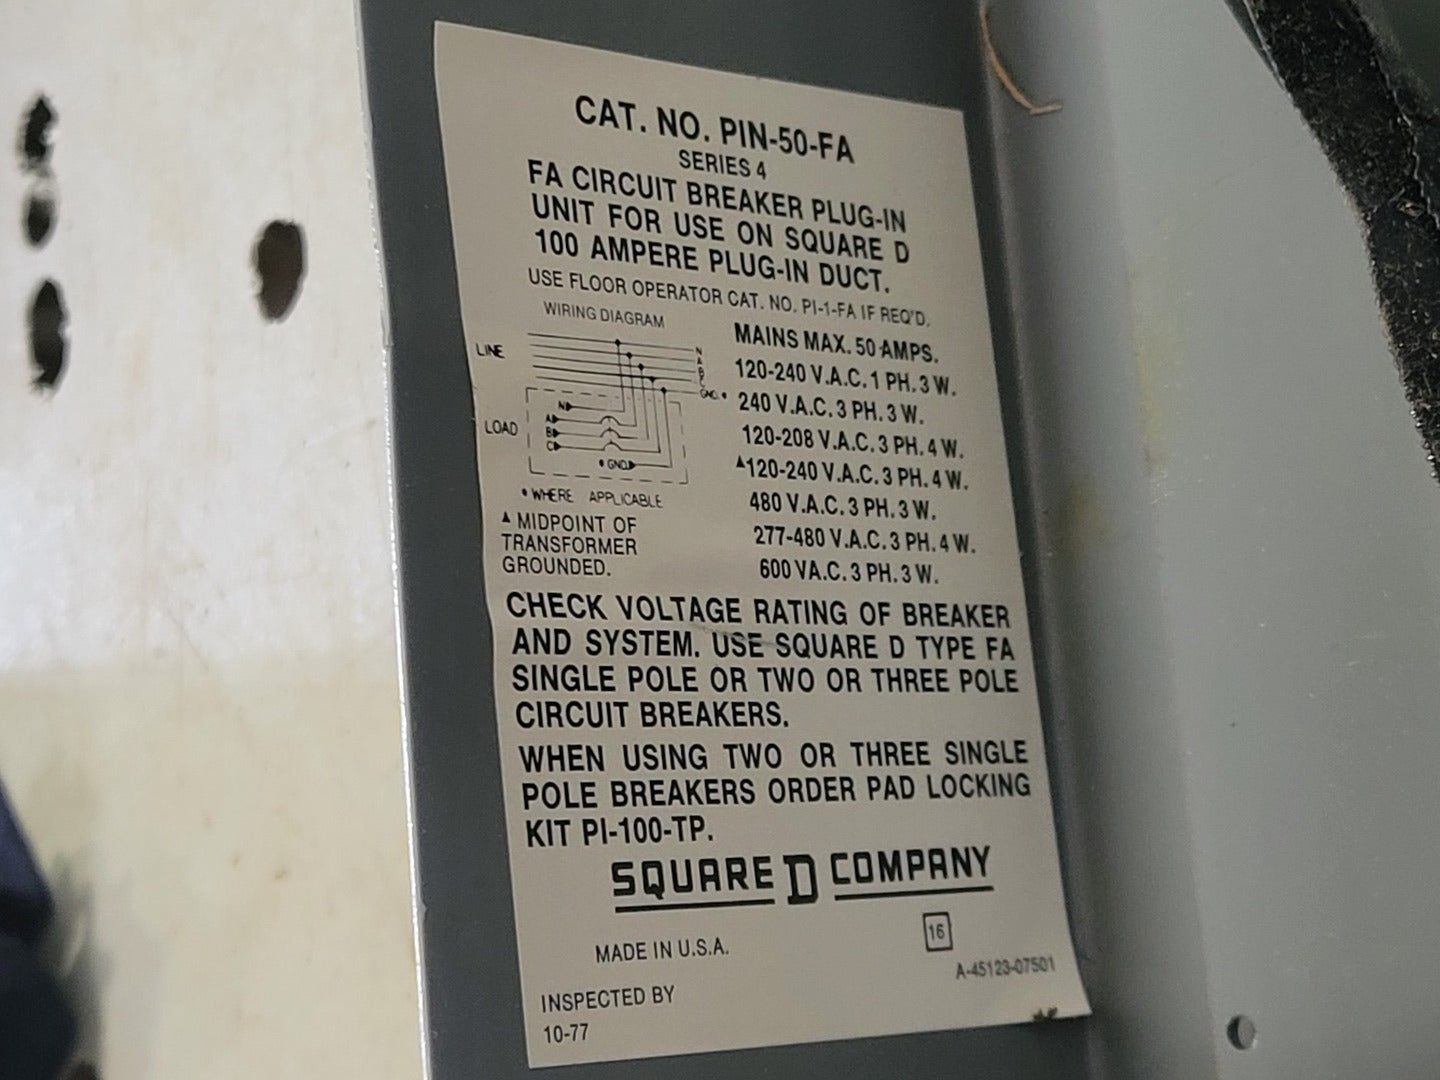 CAT. NO. PIN-50-FA
SERIES 4
FA CIRCUIT BREAKER PLUG-IN
UNIT FOR USE ON SQUARE D
100 AMPERE PLUG-IN DUCT.
USE FLOOR OPERATOR CAT. NO. PI-1-FA IF REQ'D.
WIRING DIAGRAM
LINE
N
A
B
C
GND. *
LOAD
N
A
B
C
* GND.
* WHERE APPLICABLE
▲ MIDPOINT OF
TRANSFORMER
GROUNDED.
MAINS MAX. 50 AMPS.
120-240 V.A.C. 1 PH. 3 W.
240 V.A.C. 3 PH. 3 W.
120-208 V.A.C. 3 PH. 4 W.
▲120-240 V.A.C. 3 PH. 4 W.
480 V.A.C. 3 PH. 3 W.
277-480 V.A.C. 3 PH. 4 W.
600 VA.C. 3 PH. 3 W.
CHECK VOLTAGE RATING OF BREAKER
AND SYSTEM. USE SQUARE D TYPE FA
SINGLE POLE OR TWO OR THREE POLE
CIRCUIT BREAKERS.
WHEN USING TWO OR THREE SINGLE
POLE BREAKERS ORDER PAD LOCKING
KIT PI-100-TP.
SQUARE D COMPANY
MADE IN U.S.A.
16
A-45123-07501
INSPECTED BY
10-77